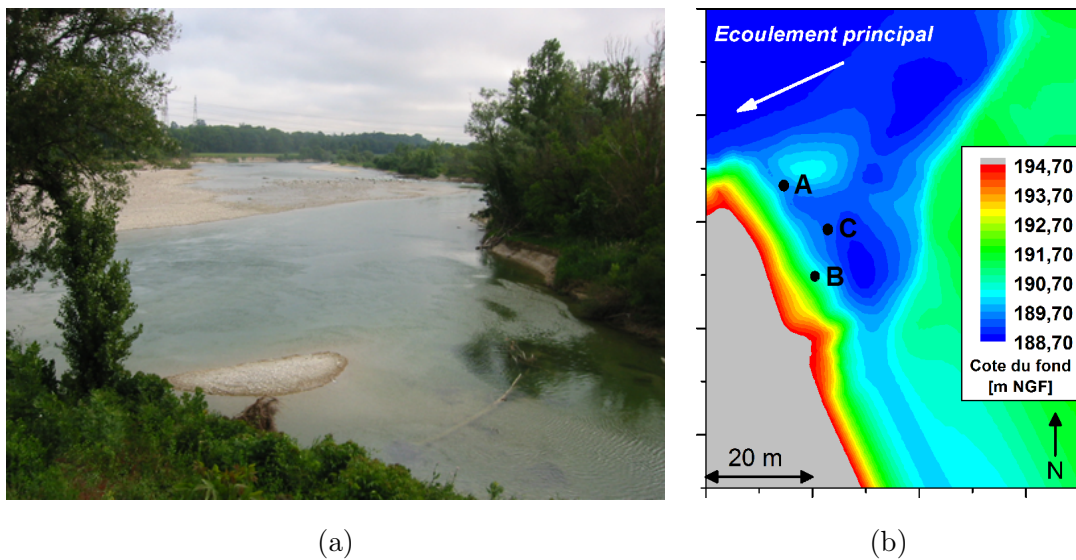 Ecoulement principal
A
C
B
194,70
193,70
192,70
191,70
190,70
189,70
188,70
Cote du fond
[m NGF]
20 m
N
(a)
(b)